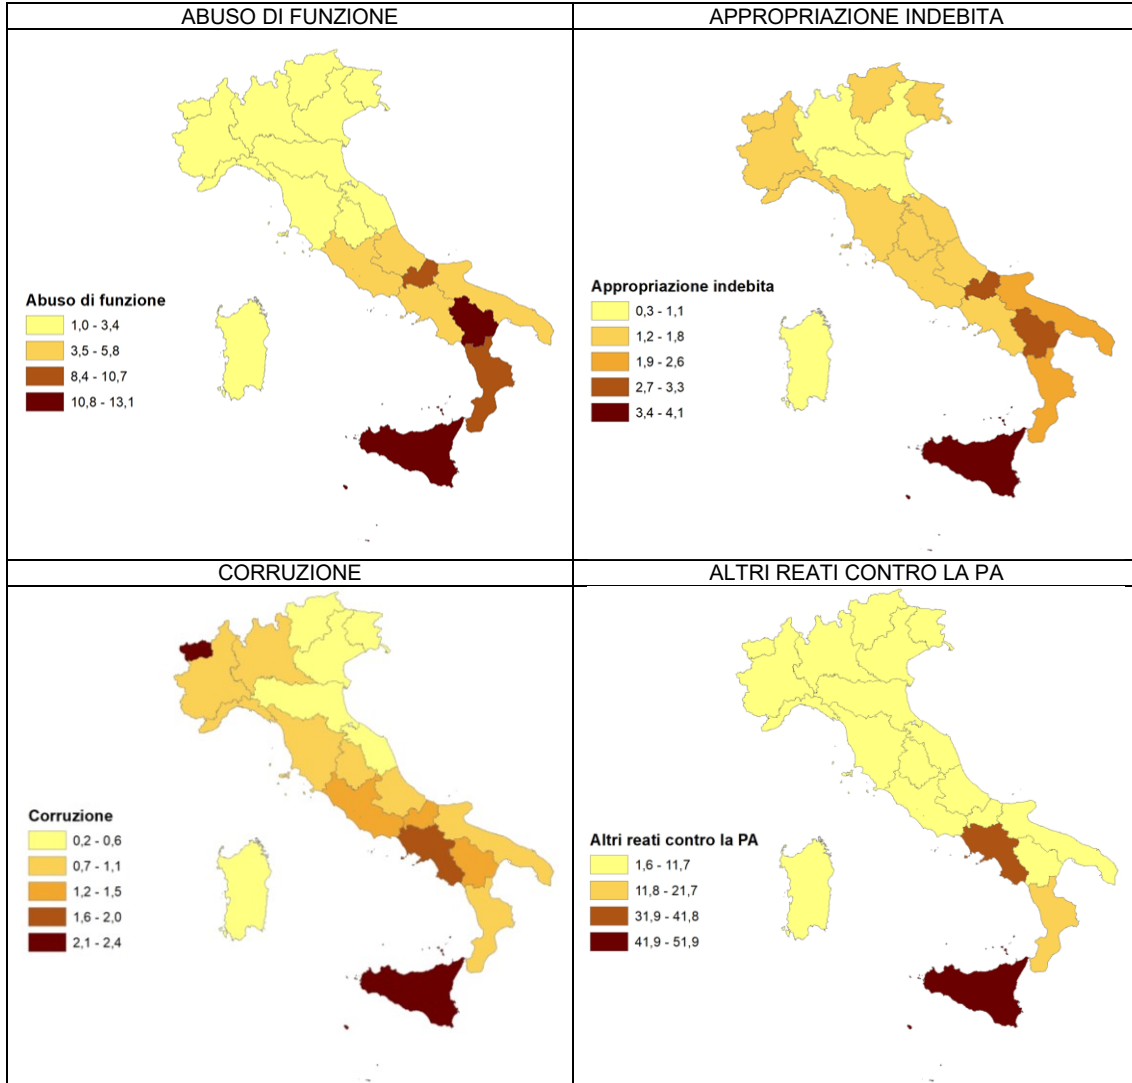 ABUSO DI FUNZIONE
APPROPRIAZIONE INDEBITA
Abuso di funzione
1,0 - 3,4
3,5 - 5,8
8,4 - 10,7
10,8 - 13,1
Appropriazione indebita
0,3 - 1,1
1,2 - 1,8
1,9 - 2,6
2,7 - 3,3
3,4 - 4,1
CORRUZIONE
ALTRI REATI CONTRO LA PA
Corruzione
0,2 - 0,6
0,7 - 1,1
1,2 - 1,5
1,6 - 2,0
2,1 - 2,4
Altri reati contro la PA
1,6 - 11,7
11,8 - 21,7
31,9 - 41,8
41,9 - 51,9